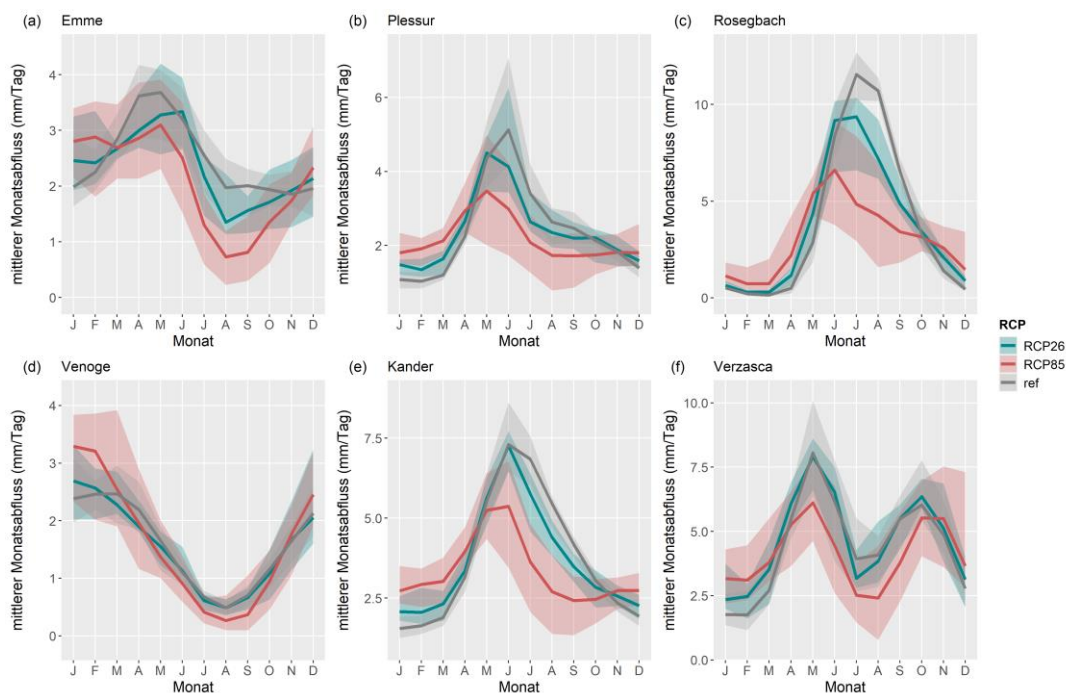 (a) Emme
(b) Plessur
(c) Rosegbach
mittlerer Monatsabfluss (mm/Tag)
4
3
2
1
0
J F M A M J J A S O N D
Monat
mittlerer Monatsabfluss (mm/Tag)
6
4
2
J F M A M J J A S O N D
Monat
mittlerer Monatsabfluss (mm/Tag)
10
5
0
J F M A M J J A S O N D
Monat
RCP
RCP26
RCP85
ref
(d) Venoge
(e) Kander
(f) Verzasca
mittlerer Monatsabfluss (mm/Tag)
4
3
2
1
0
J F M A M J J A S O N D
Monat
mittlerer Monatsabfluss (mm/Tag)
7.5
5.0
2.5
J F M A M J J A S O N D
Monat
mittlerer Monatsabfluss (mm/Tag)
10.0
7.5
5.0
2.5
0.0
J F M A M J J A S O N D
Monat